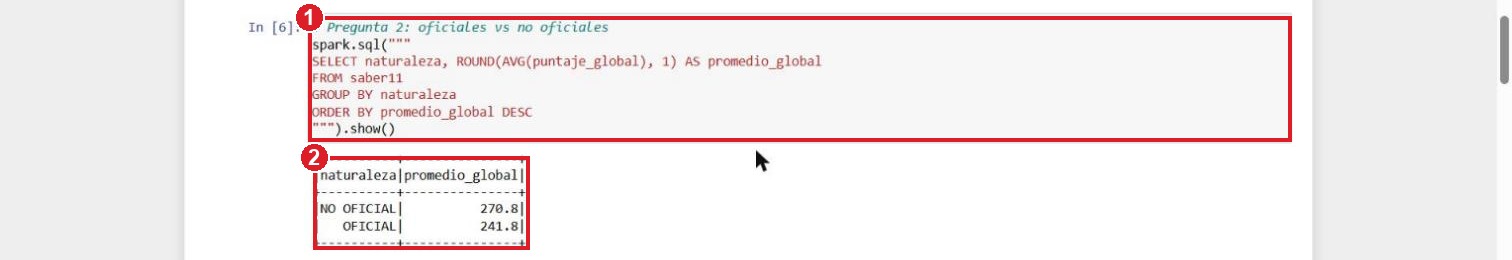 1
In [6]: Pregunta 2: oficiales vs no oficiales
spark.sql("""
SELECT naturaleza, ROUND(AVG(puntaje_global), 1) AS promedio_global
FROM saber11
GROUP BY naturaleza
ORDER BY promedio_global DESC
""").show()
2
naturaleza|promedio_global|
----------+---------------+
NO OFICIAL| 270.8|
OFICIAL| 241.8|
----------+---------------+